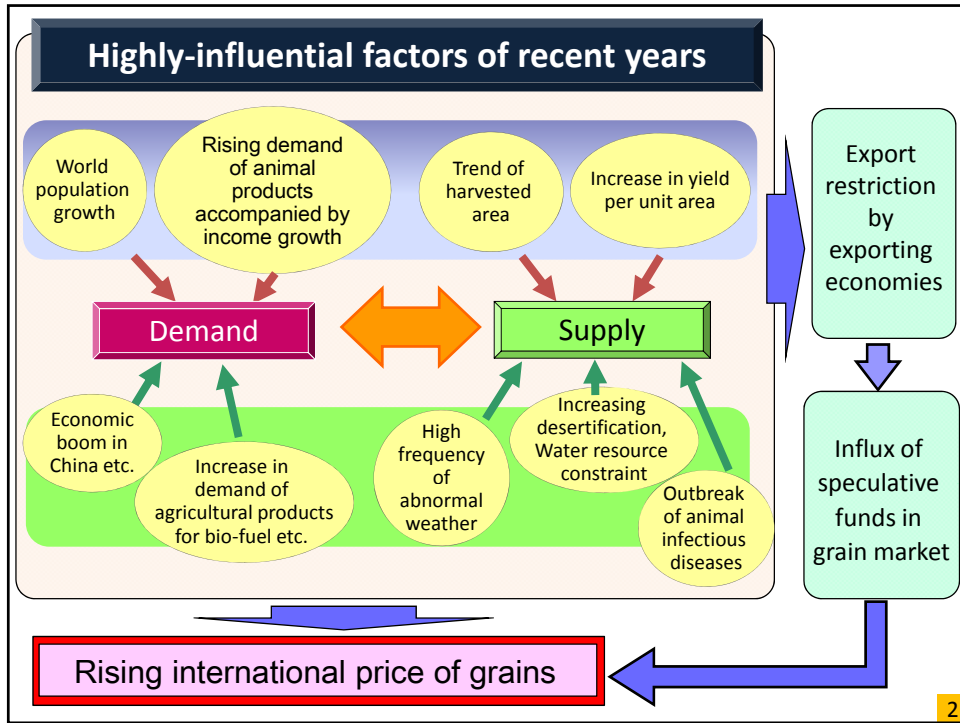 Highly-influential factors of recent years
World
population
growth
Rising demand
of animal
products
accompanied by
income growth
Trend of
harvested
area
Increase in yield
per unit area
Demand
Supply
Economic
boom in
China etc.
Increase in
demand of
agricultural products
for bio-fuel etc.
High
frequency
of
abnormal
weather
Increasing
desertification,
Water resource
constraint
Outbreak
of animal
infectious
diseases
Export
restriction
by
exporting
economies
Influx of
speculative
funds in
grain market
Rising international price of grains
2